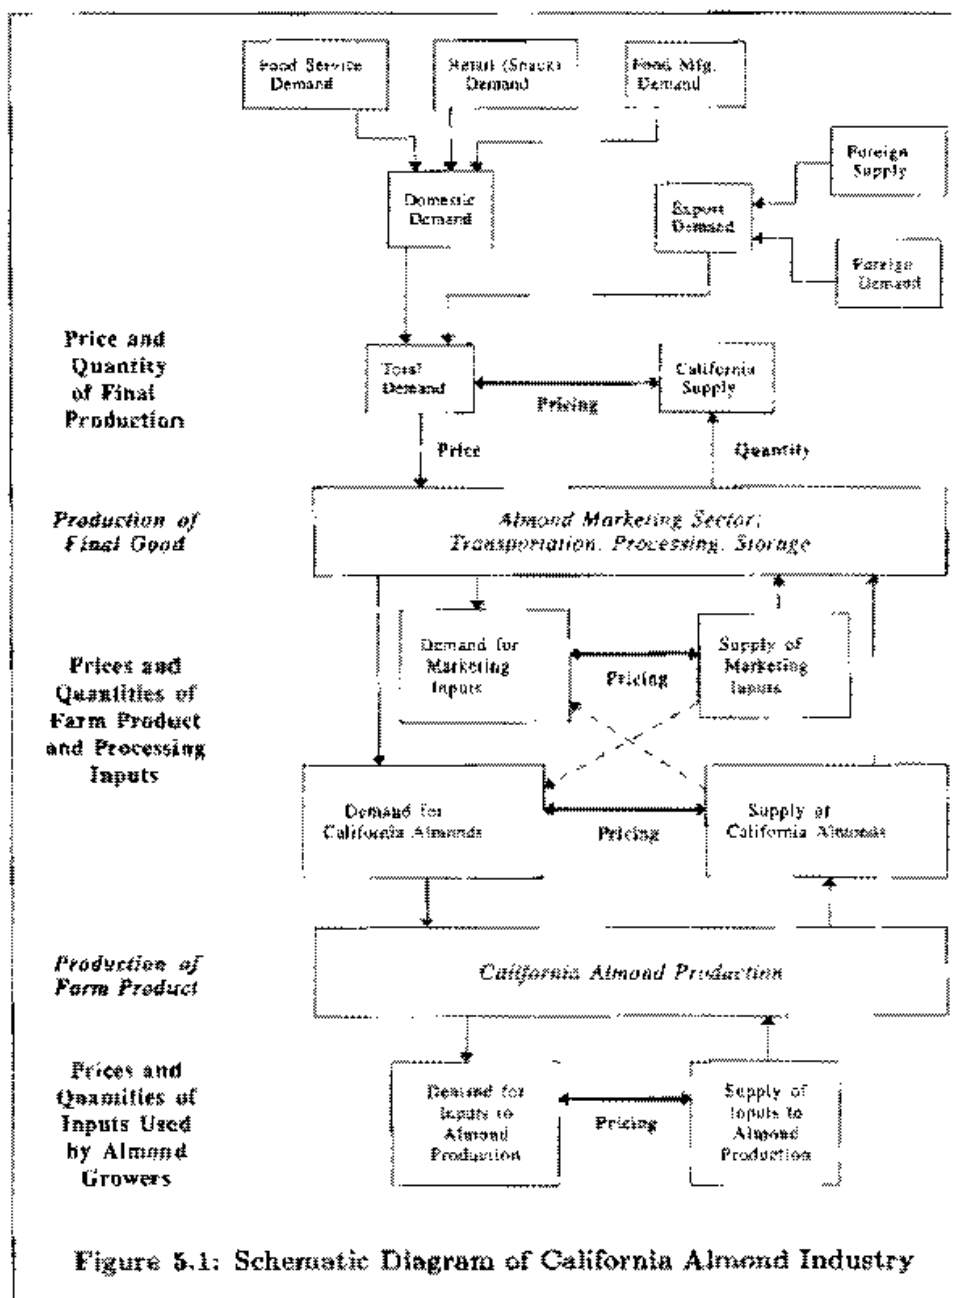 Food Service
Demand
Retail (Snack)
Demand
Food Mfg.
Demand
Foreign
Supply
Domestic
Demand
Export
Demand
Foreign
Demand
Price and
Quantity
of Final
Production
Total
Demand
Pricing
California
Supply
Price
Quantity
Production of
Final Good
Almond Marketing Sector:
Transportation, Processing, Storage
Prices and
Quantities of
Farm Product
and Processing
Inputs
Demand for
Marketing
Inputs
Pricing
Supply of
Marketing
Inputs
Demand for
California Almonds
Pricing
Supply of
California Almonds
Production of
Farm Product
California Almond Production
Prices and
Quantities of
Inputs Used
by Almond
Growers
Demand for
Inputs to
Almond
Production
Pricing
Supply of
Inputs to
Almond
Production
Figure 5.1: Schematic Diagram of California Almond Industry